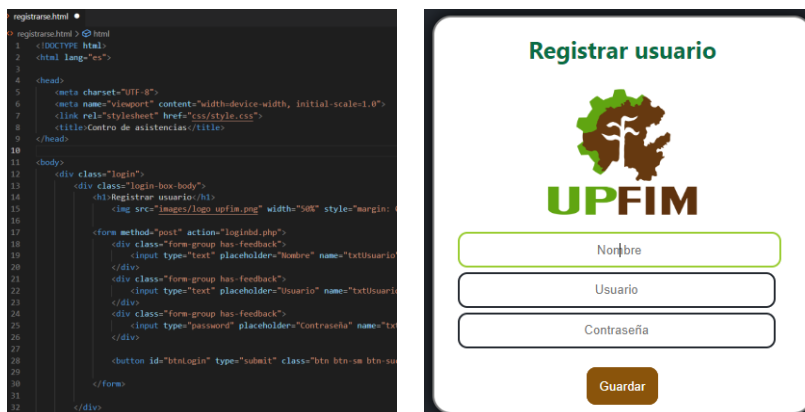 registrarse.html ●
registrarse.html > html
1 <!DOCTYPE html>
2 <html lang="es">
3
4 <head>
5 <meta charset="UTF-8">
6 <meta name="viewport" content="width=device-width, initial-scale=1.0">
7 <link rel="stylesheet" href="css/style.css">
8 <title>Contro de asistencias</title>
9 </head>
10
11 <body>
12 <div class="login">
13 <div class="login-box-body">
14 <h1>Registrar usuario</h1>
15 <img src="images/logo upfim.png" width="50%" style="margin:
16
17 <form method="post" action="loginbd.php">
18 <div class="form-group has-feedback">
19 <input type="text" placeholder="Nombre" name="txtUsuario"
20 </div>
21 <div class="form-group has-feedback">
22 <input type="text" placeholder="Usuario" name="txtUsuario
23 </div>
24 <div class="form-group has-feedback">
25 <input type="password" placeholder="Contraseña" name="txt
26 </div>
27
28 <button id="btnLogin" type="submit" class="btn btn-sm btn-suc
29
30 </form>
31
32 </div>
Registrar usuario
UPFIM
Nombre
Usuario
Contraseña
Guardar